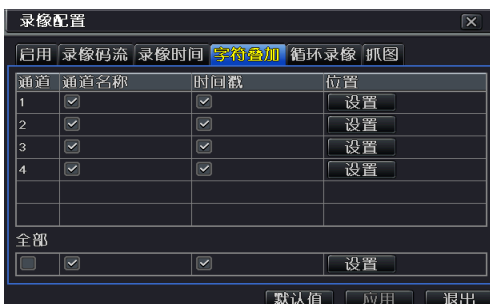 录像配置
启用 录像码流 录像时间 字符叠加 循环录像 抓图
通道 通道名称 时间戳 位置
1 设置
2 设置
3 设置
4 设置
全部
设置
默认值 应用 退出